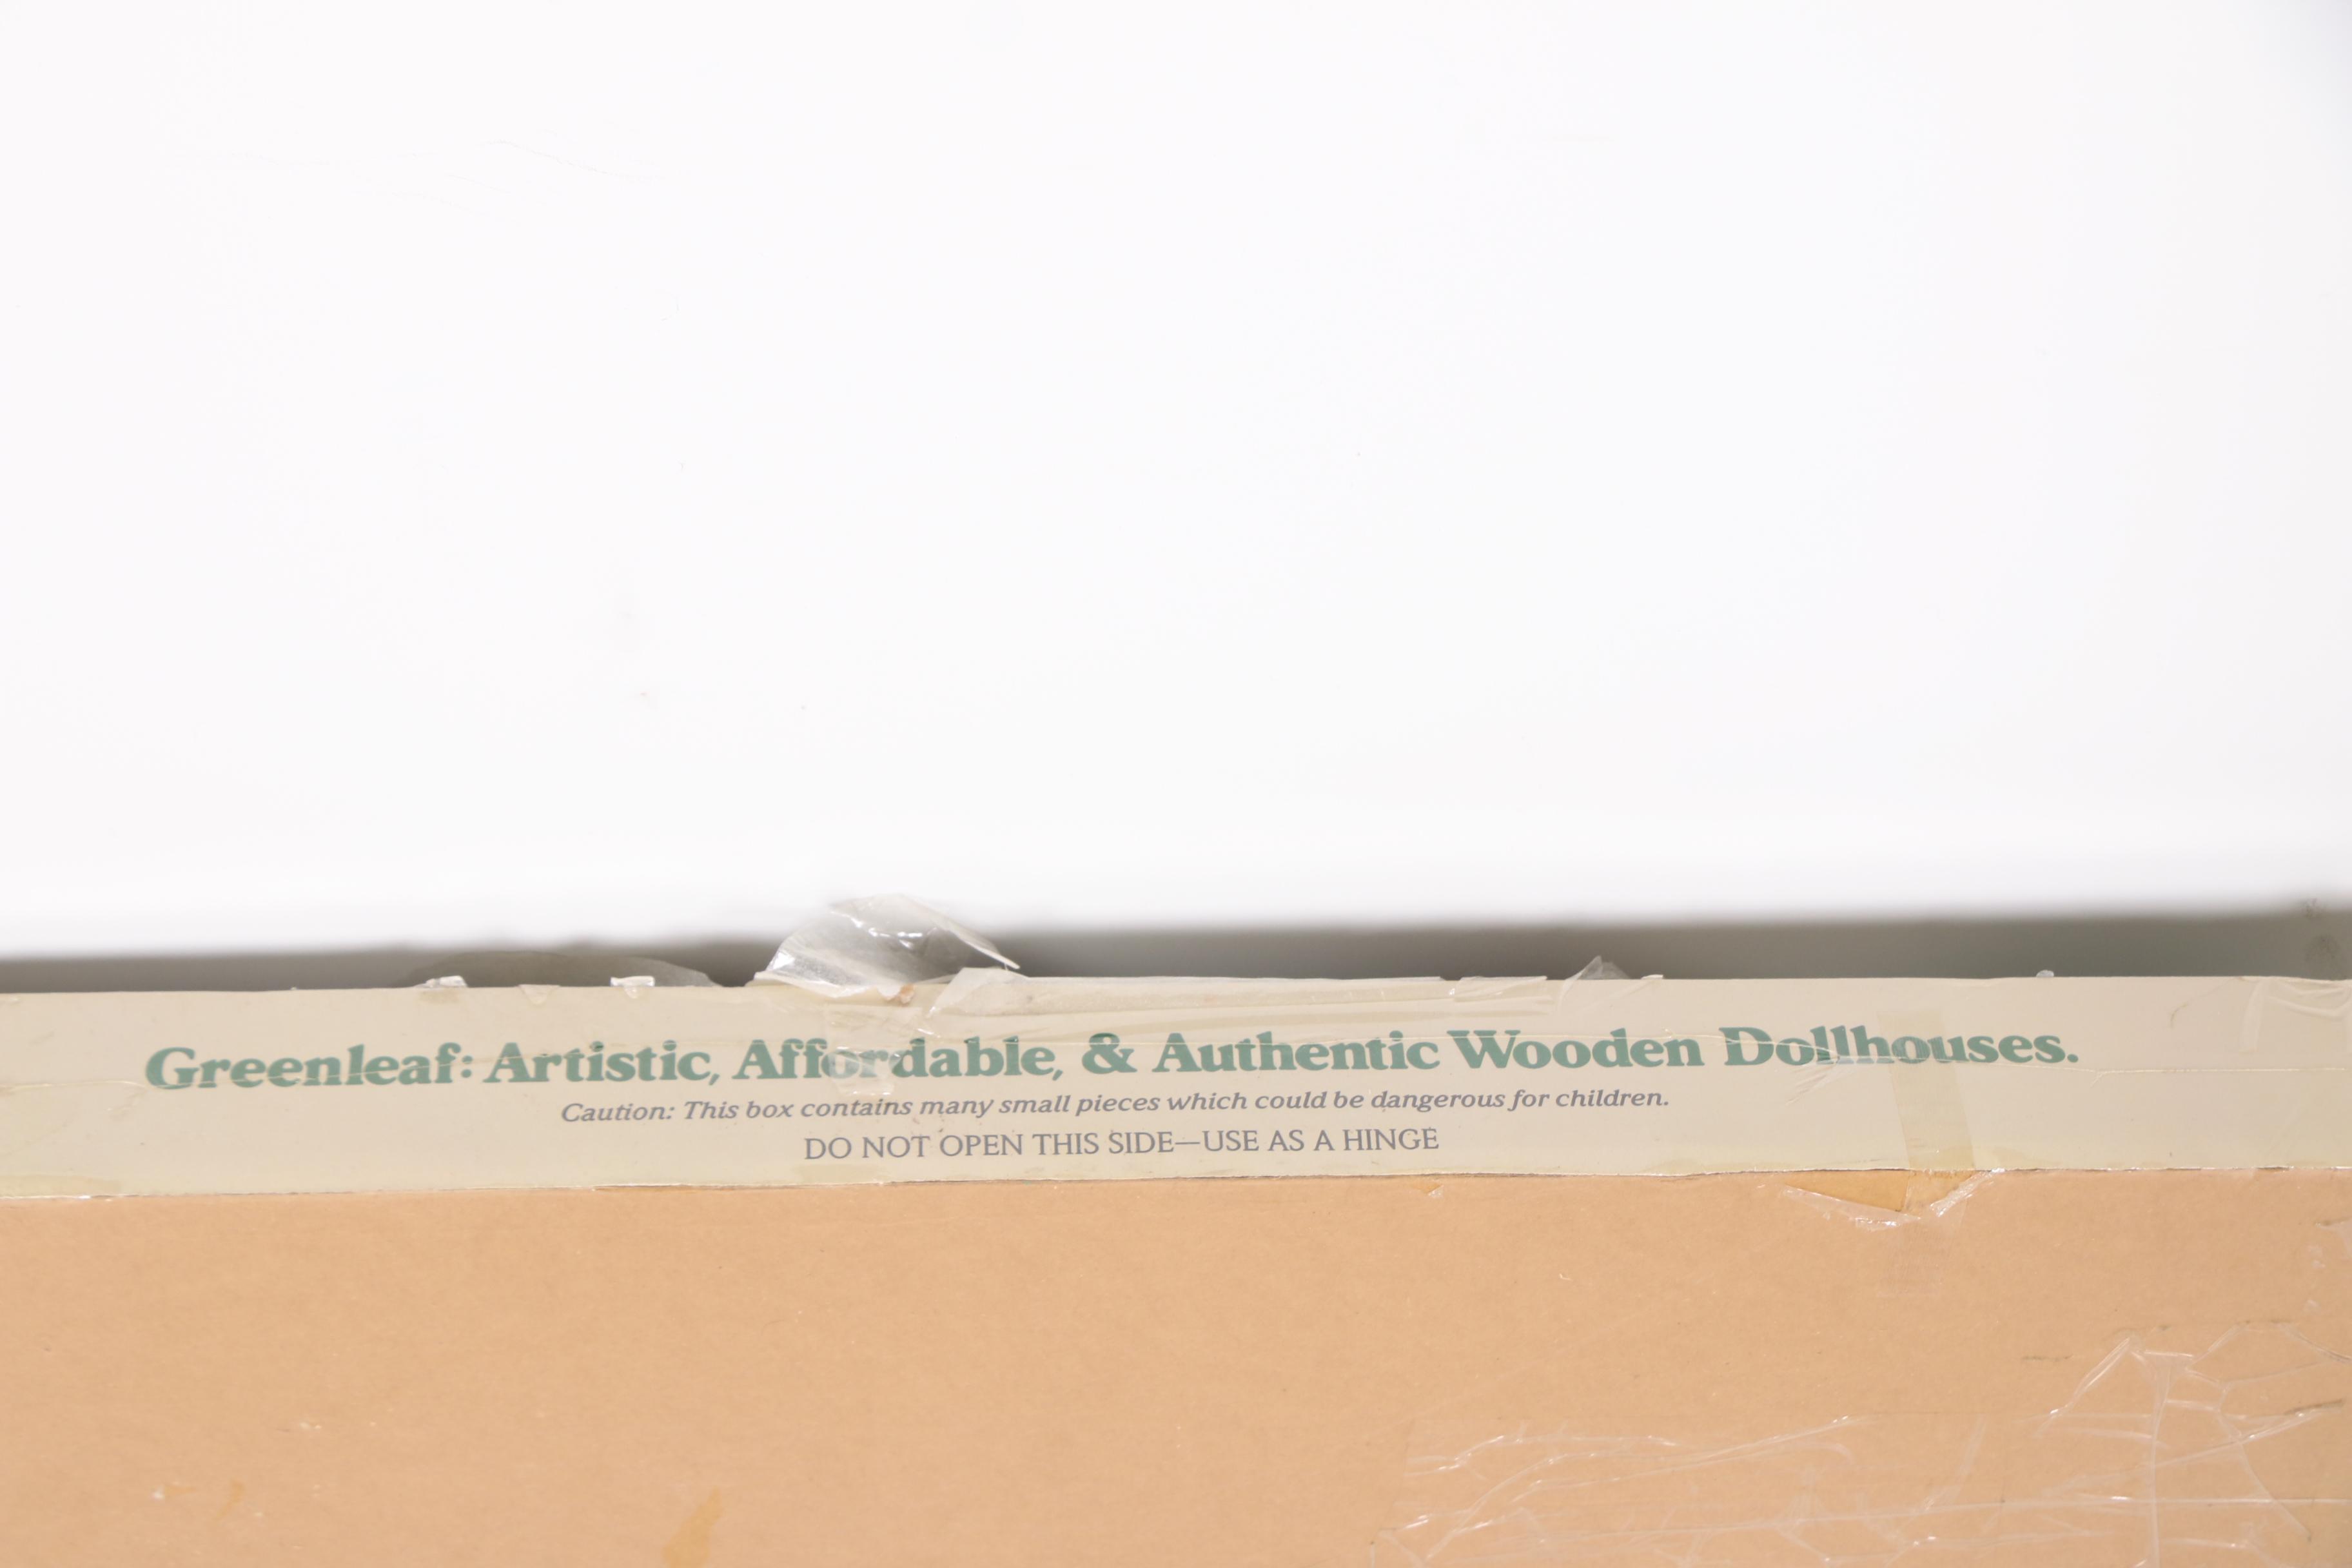 Greenleaf: Artistic, Affordable, & Authentic Wooden Dollhouses.
Caution: This box contains many small pieces which could be dangerous for children.
DO NOT OPEN THIS SIDE—USE AS A HINGE